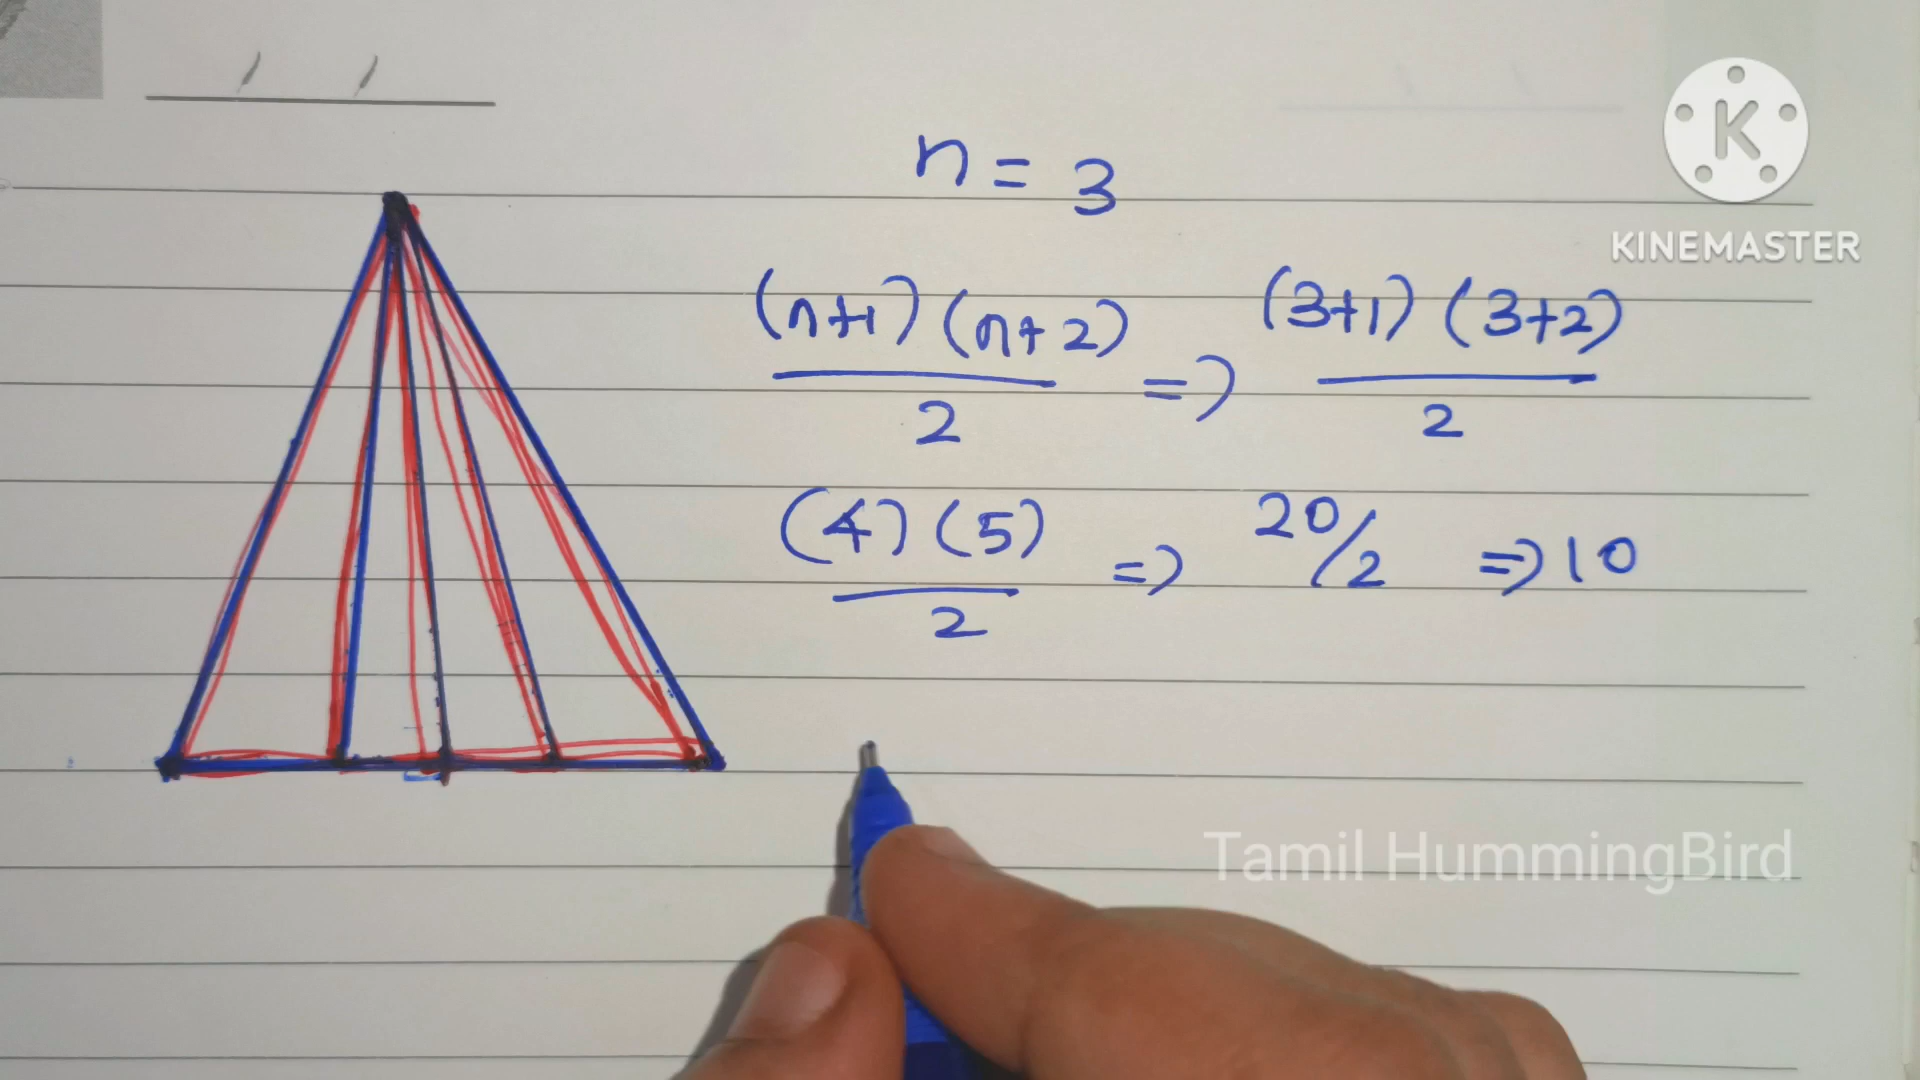 n = 3
K
KINEMASTER
(n+1) (n+2) / 2 => (3+1) (3+2) / 2
(4) (5) / 2 => 20/2 => 10
Tamil HummingBird